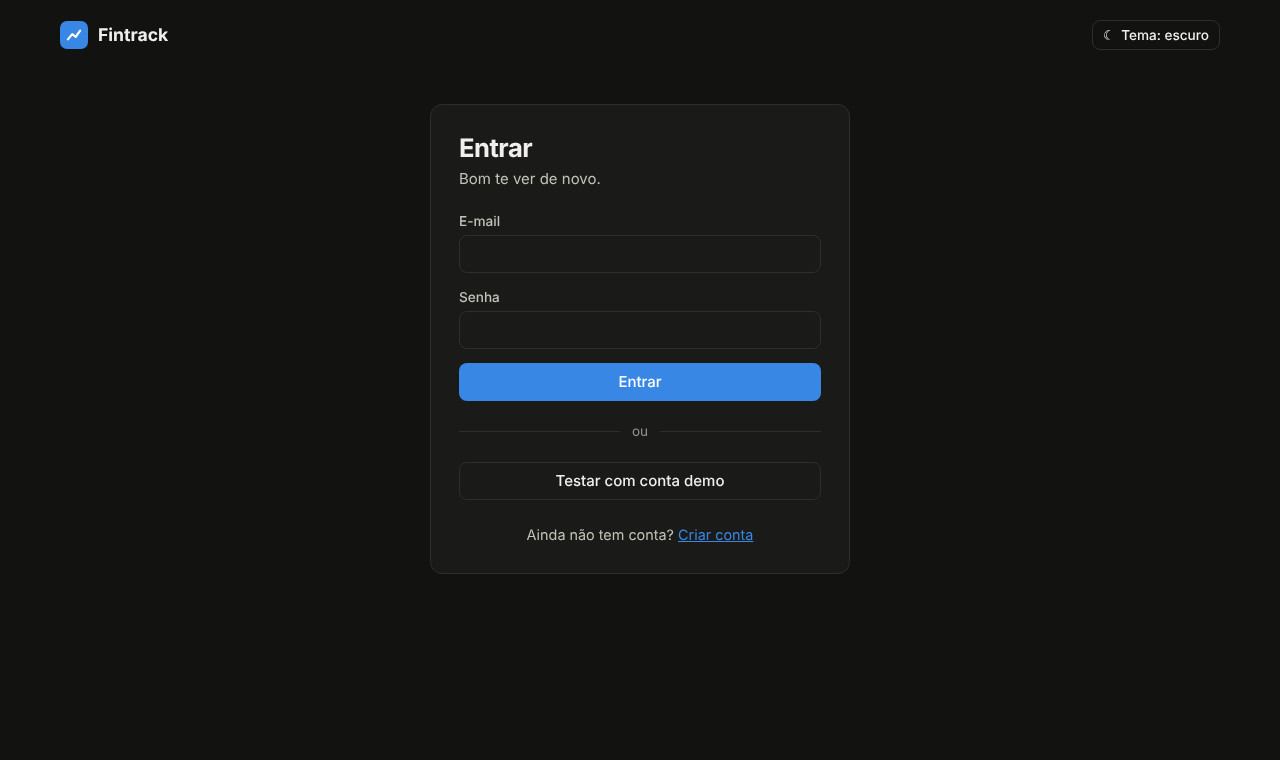 Fintrack
☾ Tema: escuro
Entrar
Bom te ver de novo.
E-mail
Senha
Entrar
ou
Testar com conta demo
Ainda não tem conta? Criar conta